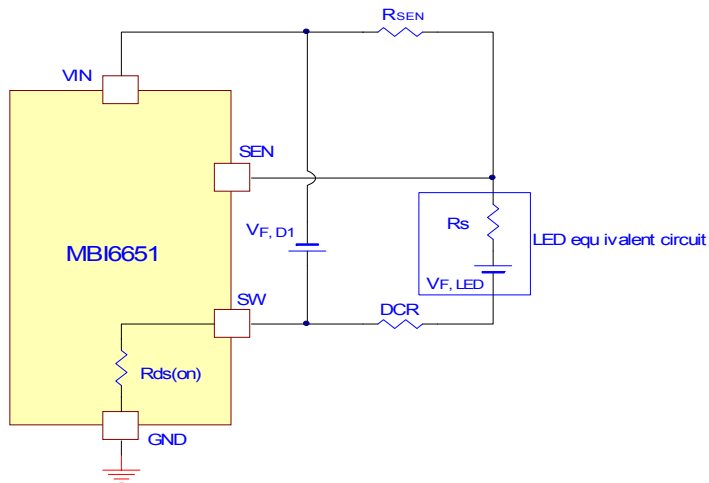 RSEN
VIN
SEN
Rs
LED equ ivalent circuit
VF, D1
MBI6651
VF, LED
SW
DCR
Rds(on)
GND